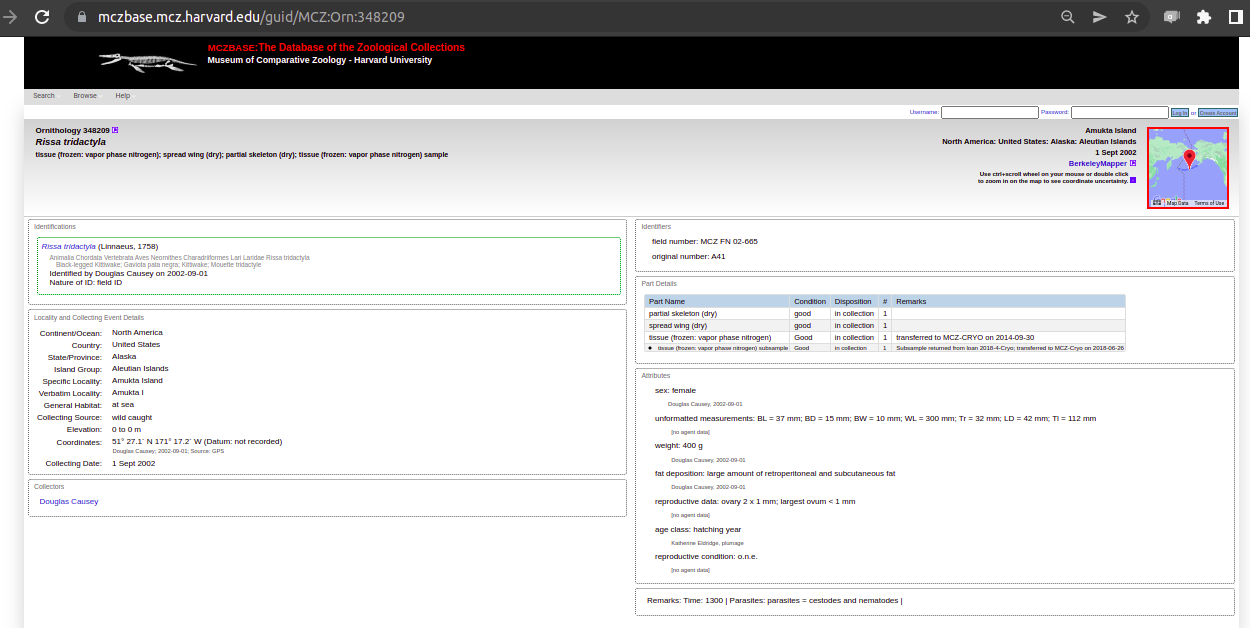 mczbase.mcz.harvard.edu/guid/MCZ:Orn:348209
MCZBASE:The Database of the Zoological Collections
Museum of Comparative Zoology - Harvard University
Search
Browse
Help
Username:
Password:
Log In
or
Create Account
Ornithology 348209
Rissa tridactyla
tissue (frozen: vapor phase nitrogen); spread wing (dry); partial skeleton (dry); tissue (frozen: vapor phase nitrogen) sample
Amukta Island
North America: United States: Alaska: Aleutian Islands
1 Sept 2002
BerkeleyMapper
Use ctrl+scroll wheel on your mouse or double click
to zoom in on the map to see coordinate uncertainty.
Map Data
Terms of Use
Identifications
Rissa tridactyla (Linnaeus, 1758)
Animalia Chordata Vertebrata Aves Neornithes Charadriiformes Lari Laridae Rissa tridactyla
Black-legged Kittiwake; Gaviota pata negra; Kittiwake; Mouette tridactyle
Identified by Douglas Causey on 2002-09-01
Nature of ID: field ID
Locality and Collecting Event Details
Continent/Ocean: North America
Country: United States
State/Province: Alaska
Island Group: Aleutian Islands
Specific Locality: Amukta Island
Verbatim Locality: Amukta I
General Habitat: at sea
Collecting Source: wild caught
Elevation: 0 to 0 m
Coordinates: 51° 27.1´ N 171° 17.2´ W (Datum: not recorded)
Douglas Causey; 2002-09-01; Source: GPS
Collecting Date: 1 Sept 2002
Collectors
Douglas Causey
Identifiers
field number: MCZ FN 02-665
original number: A41
Part Details
Part Name Condition Disposition # Remarks
partial skeleton (dry) good in collection 1
spread wing (dry) good in collection 1
tissue (frozen: vapor phase nitrogen) Good in collection 1 transferred to MCZ-CRYO on 2014-09-30
tissue (frozen: vapor phase nitrogen) subsample Good in collection 1 Subsample returned from loan 2018-4-Cryo; transferred to MCZ-Cryo on 2018-06-26
Attributes
sex: female
Douglas Causey, 2002-09-01
unformatted measurements: BL = 37 mm; BD = 15 mm; BW = 10 mm; WL = 300 mm; Tr = 32 mm; LD = 42 mm; Tl = 112 mm
[no agent data]
weight: 400 g
Douglas Causey, 2002-09-01
fat deposition: large amount of retroperitoneal and subcutaneous fat
Douglas Causey, 2002-09-01
reproductive data: ovary 2 x 1 mm; largest ovum < 1 mm
[no agent data]
age class: hatching year
Katherine Eldridge, plumage
reproductive condition: o.n.e.
[no agent data]
Remarks: Time: 1300 | Parasites: parasites = cestodes and nematodes |